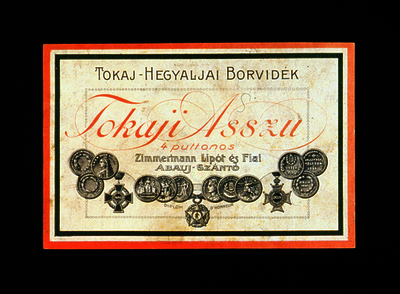 TOKAJ-HEGYALJAI BORVIDÉK
Tokaji Asszu
4 puttonos
Zimmermann Lipót és Fiai
ABAUJ-SZÁNTÓ